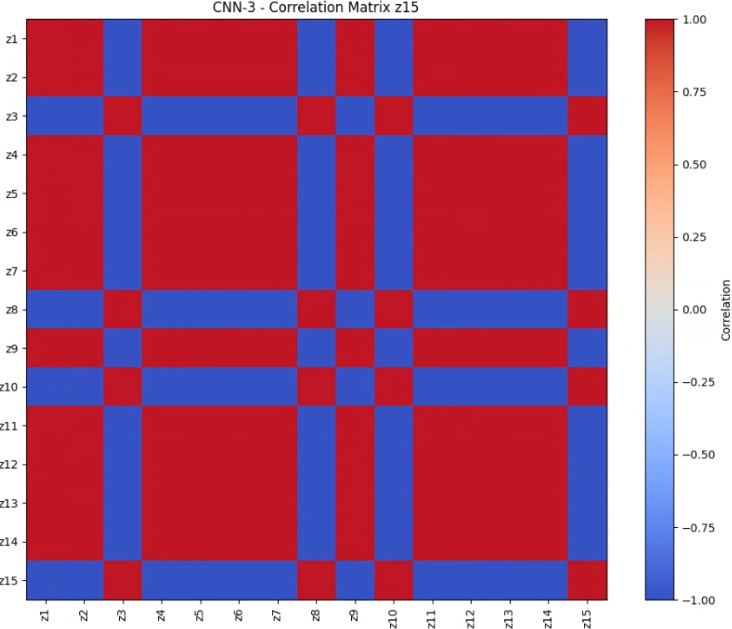 CNN-3 - Correlation Matrix z15
z1
z2
z3
z4
z5
z6
z7
z8
z9
z10
z11
z12
z13
z14
z15
z1
z2
z3
z4
z5
z6
z7
z8
z9
z10
z11
z12
z13
z14
z15
1.00
0.75
0.50
0.25
0.00
−0.25
−0.50
−0.75
−1.00
Correlation